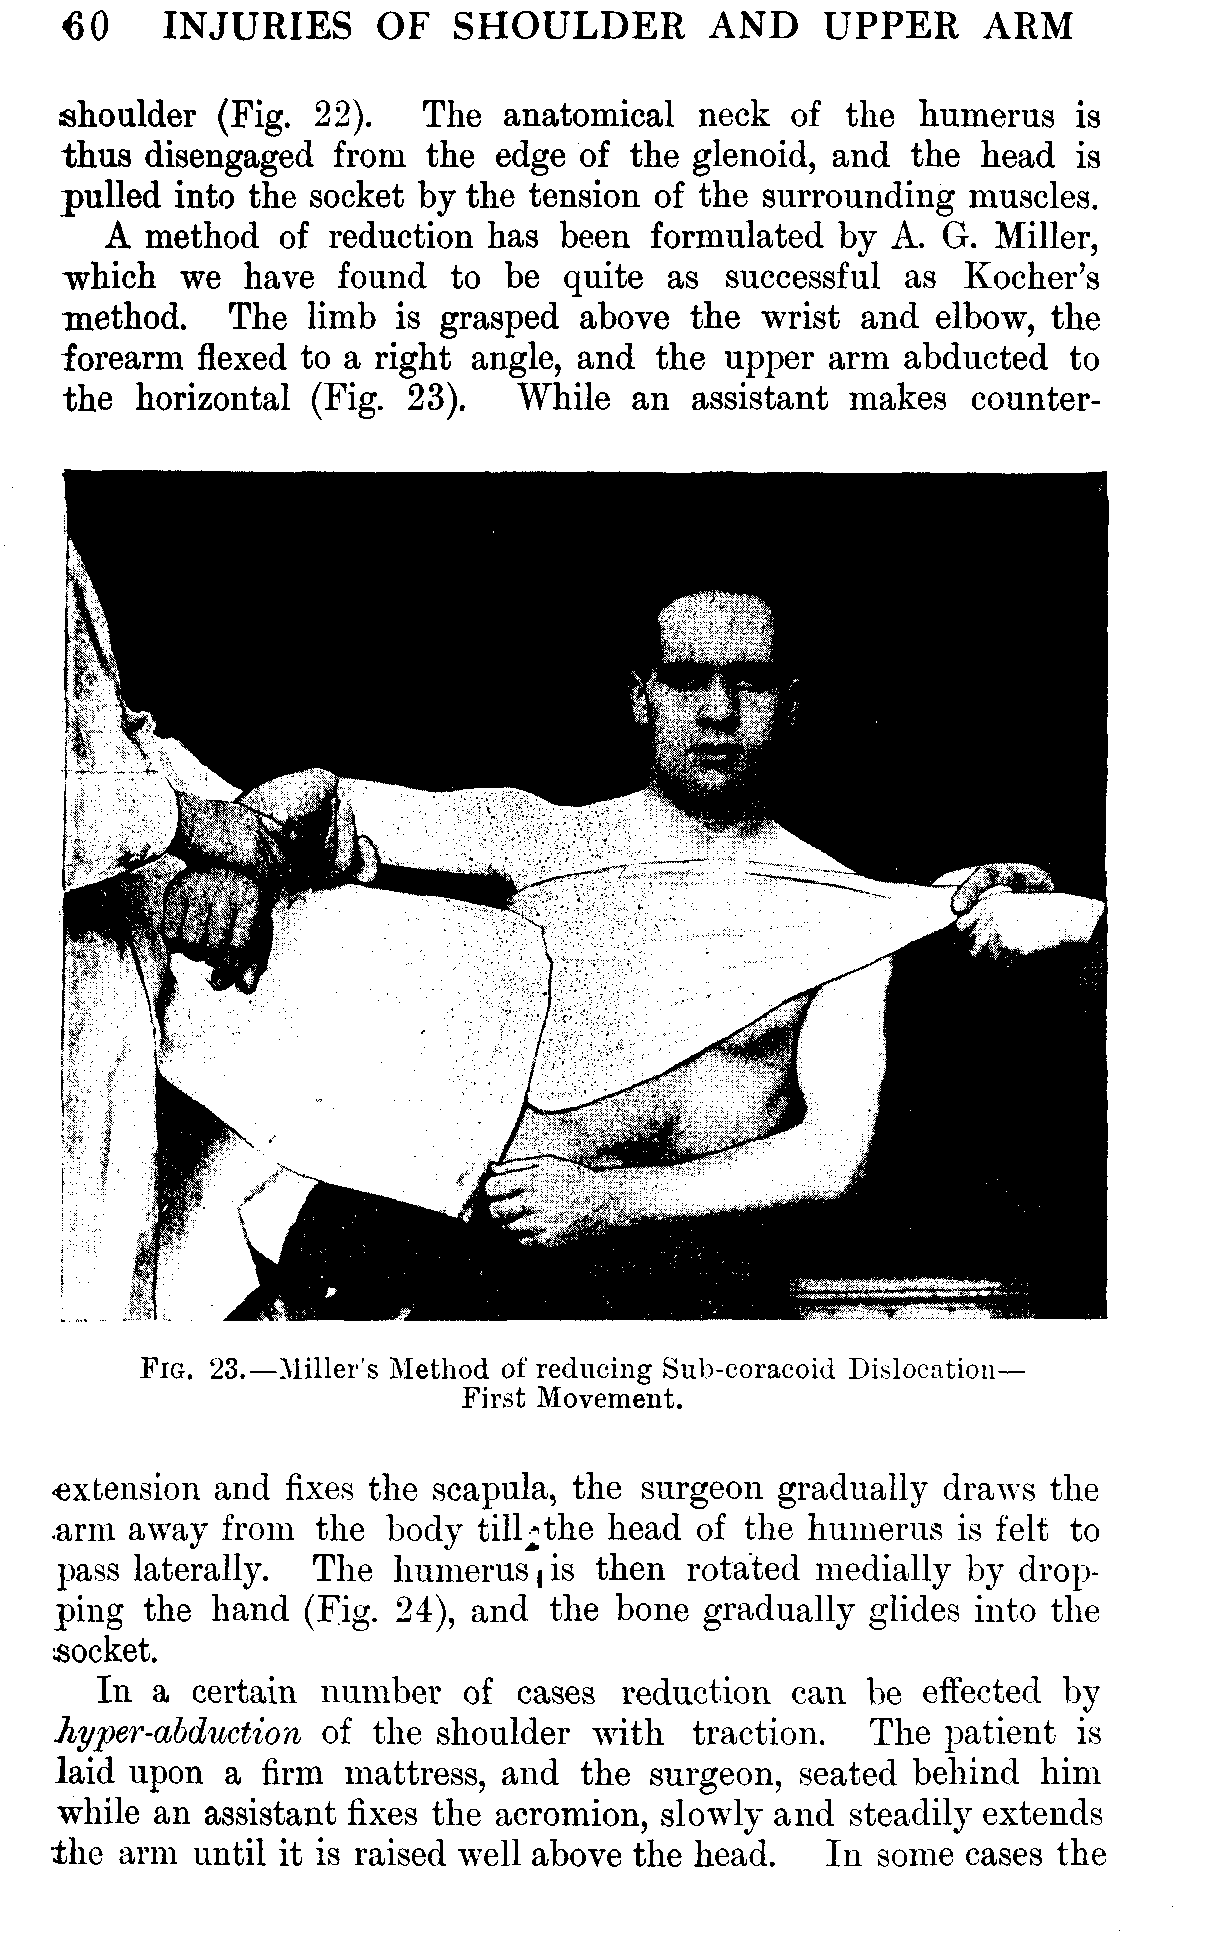 60 INJURIES OF SHOULDER AND UPPER ARM
shoulder (Fig. 22). The anatomical neck of the humerus is
thus disengaged from the edge of the glenoid, and the head is
pulled into the socket by the tension of the surrounding muscles.
A method of reduction has been formulated by A. G. Miller,
which we have found to be quite as successful as Kocher's
method. The limb is grasped above the wrist and elbow, the
forearm flexed to a right angle, and the upper arm abducted to
the horizontal (Fig. 23). While an assistant makes counter-
FIG. 23.—Miller's Method of reducing Sub-coracoid Dislocation—
First Movement.
extension and fixes the scapula, the surgeon gradually draws the
arm away from the body till the head of the humerus is felt to
pass laterally. The humerus is then rotated medially by drop-
ping the hand (Fig. 24), and the bone gradually glides into the
socket.
In a certain number of cases reduction can be effected by
hyper-abduction of the shoulder with traction. The patient is
laid upon a firm mattress, and the surgeon, seated behind him
while an assistant fixes the acromion, slowly and steadily extends
the arm until it is raised well above the head. In some cases the